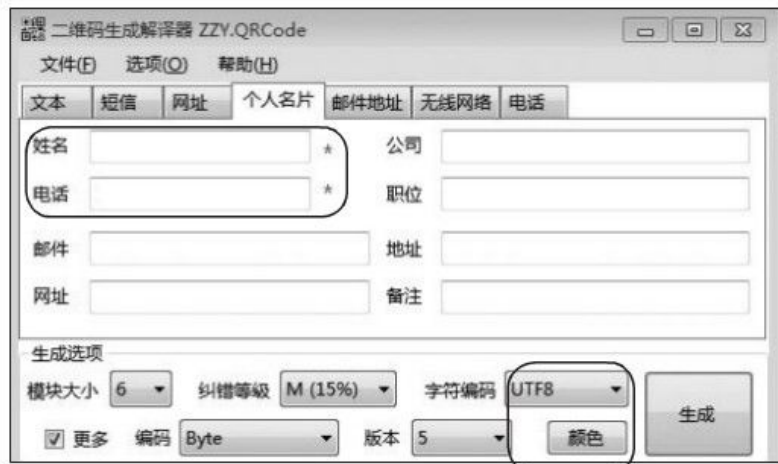 二维码生成解译器 ZZY.QRCode
文件(F) 选项(O) 帮助(H)
文本 短信 网址 个人名片 邮件地址 无线网络 电话
姓名 * 公司
电话 * 职位
邮件 地址
网址 备注
生成选项
模块大小 6 纠错等级 M (15%) 字符编码 UTF8
生成
更多 编码 Byte 版本 5 颜色